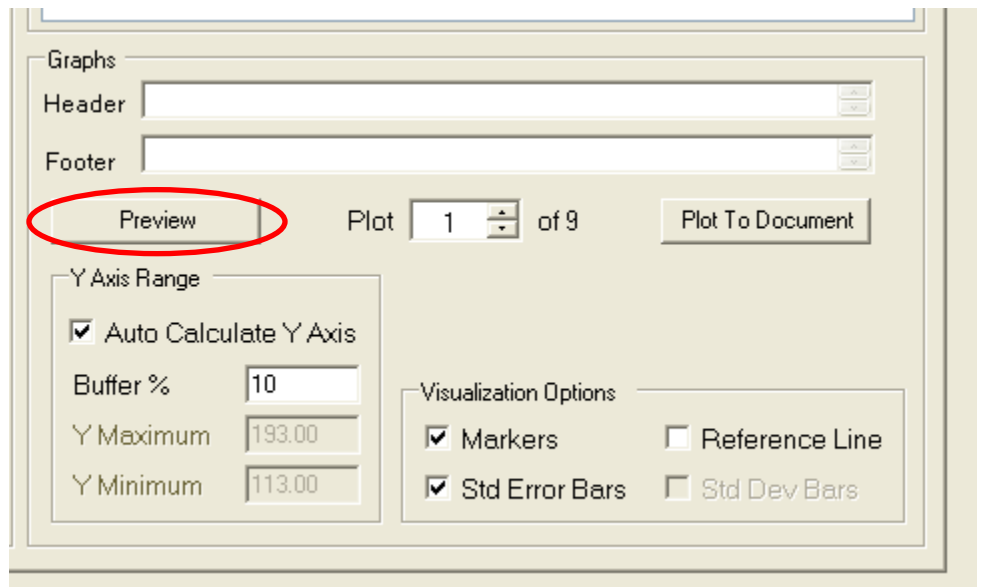 Graphs
Header
Footer
Preview Plot 1 of 9 Plot To Document
Y Axis Range
Auto Calculate Y Axis
Buffer % 10
Visualization Options
Y Maximum 193.00
Markers Reference Line
Y Minimum 113.00
Std Error Bars Std Dev Bars